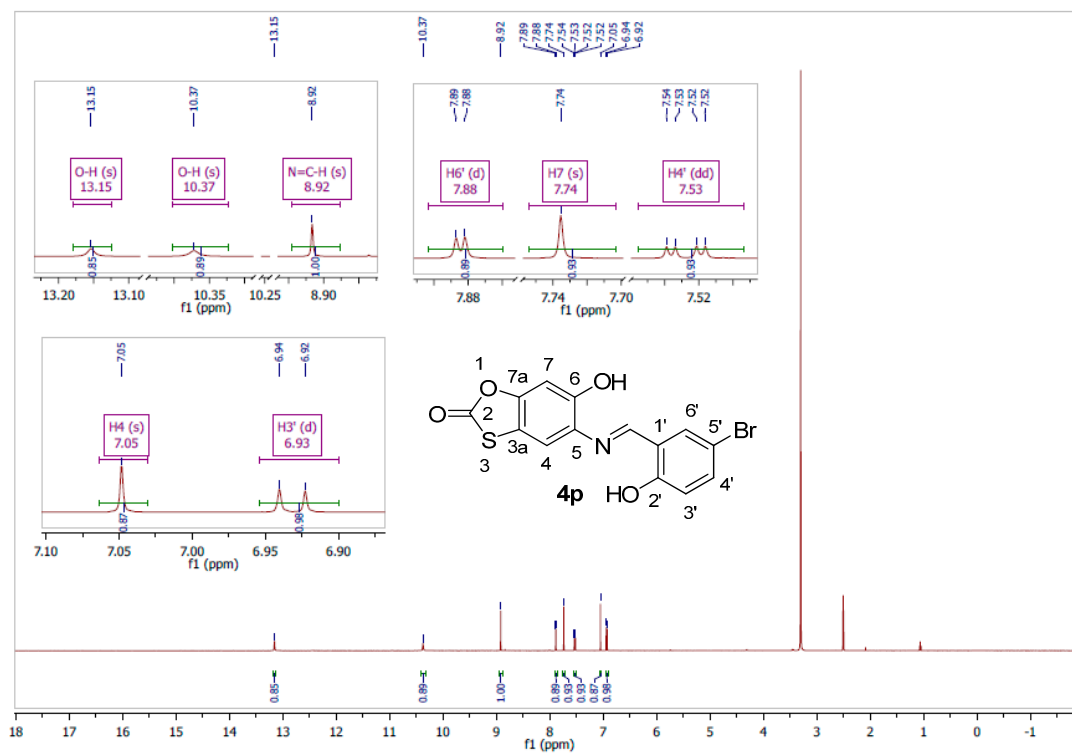 13.15
10.37
8.92
7.89
7.88
7.74
7.54
7.53
7.52
7.52
7.05
6.94
6.92
13.15
10.37
8.92
O-H (s)
13.15
O-H (s)
10.37
N=C-H (s)
8.92
0.85
0.89
1.00
13.20 13.10 10.35 10.25 8.90
f1 (ppm)
7.89
7.88
7.74
7.54
7.53
7.52
7.52
H6' (d)
7.88
H7 (s)
7.74
H4' (dd)
7.53
0.89
0.93
0.93
7.88 7.74 7.70 7.52
f1 (ppm)
7.05
6.94
6.92
H4 (s)
7.05
H3' (d)
6.93
0.87
0.98
7.10 7.05 7.00 6.95 6.90
f1 (ppm)
1 7a 7 6 OH
O O 2 S 3 3a 4 5 N
1' 6' 5' Br
4' 3' 2' HO
4p
0.85
0.89
1.00
0.89
0.93
0.93
0.87
0.98
18 17 16 15 14 13 12 11 10 9 8 7 6 5 4 3 2 1 0 -1
f1 (ppm)